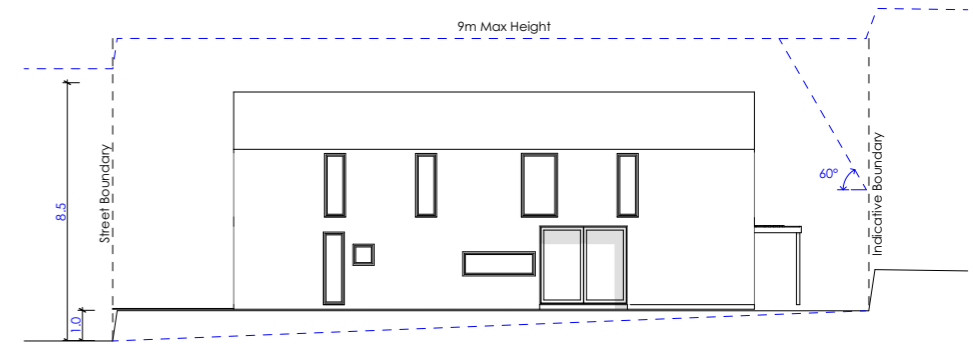 9m Max Height
Street Boundary
8.5
1.0
60°
Indicative Boundary